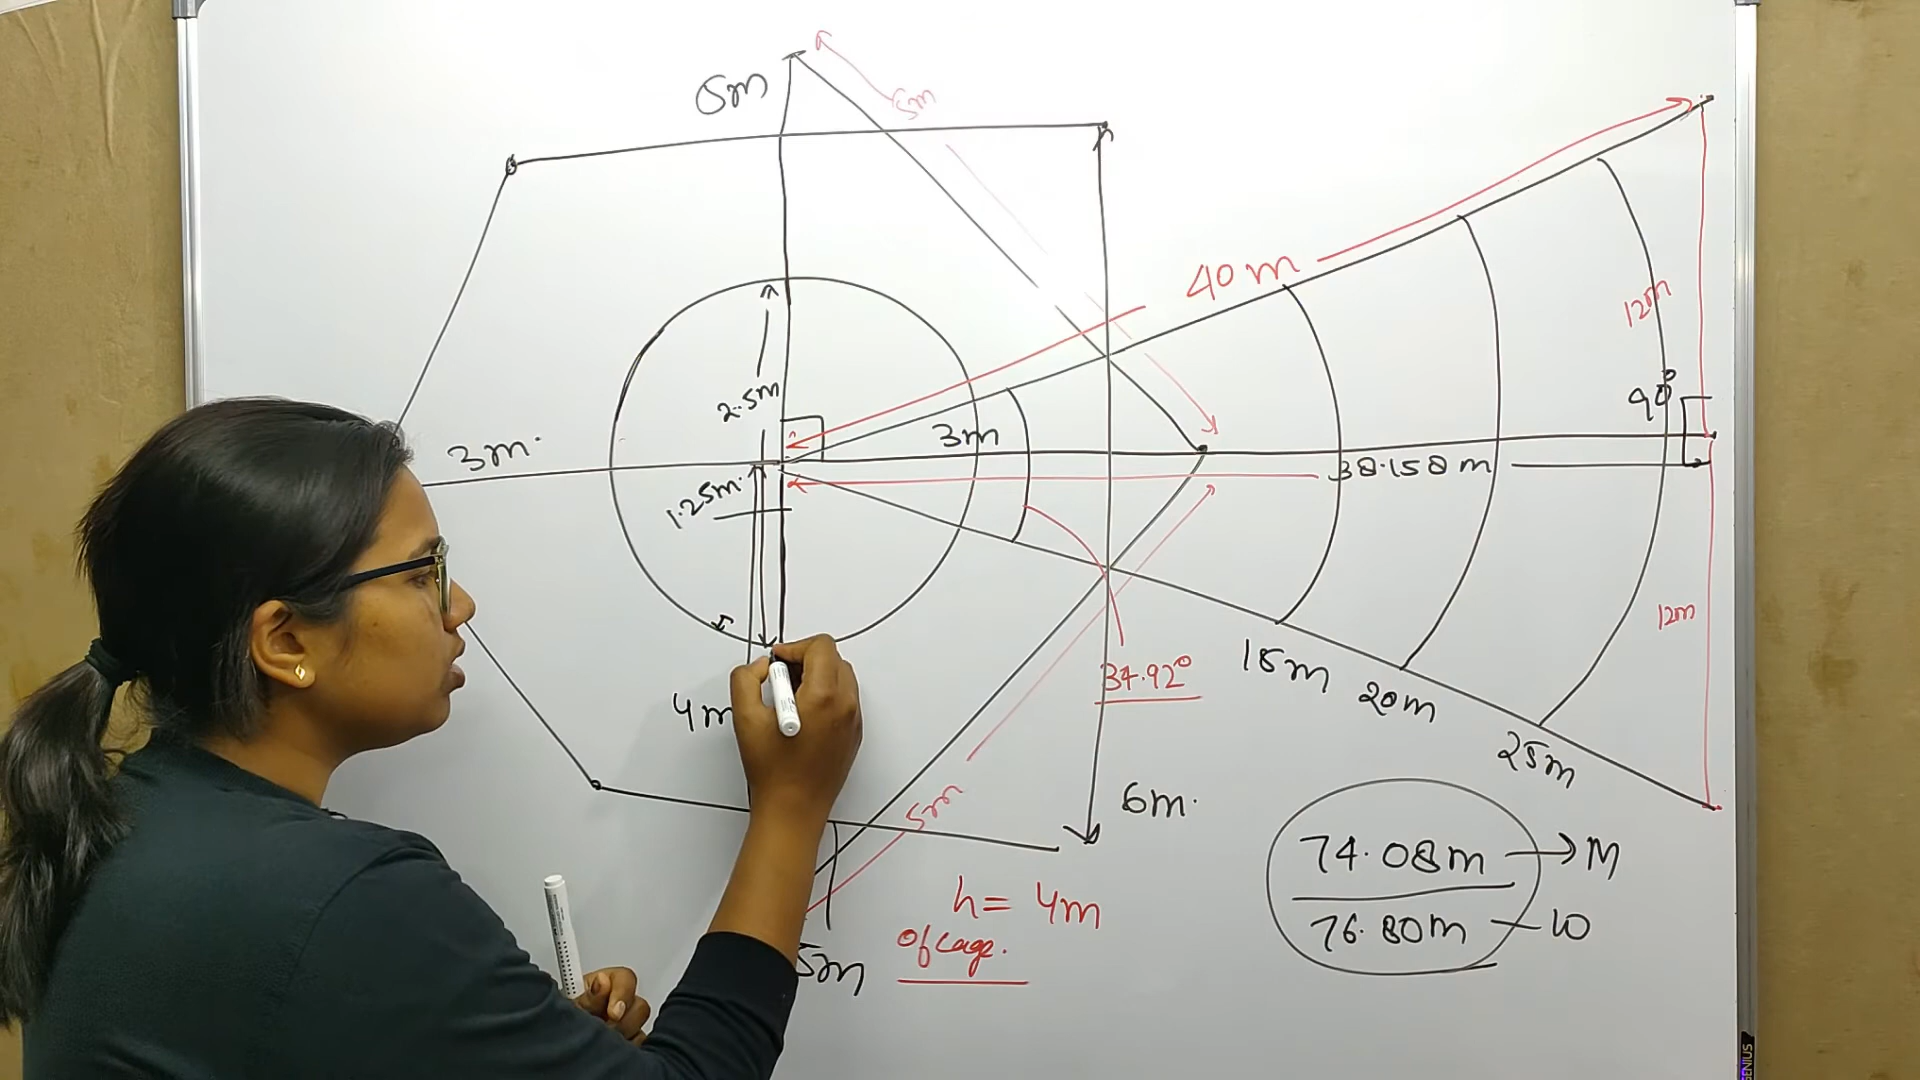 5m
5m
40 m
12m
90°
2.5m
3m
3m.
38.158 m
1.25m.
12m
34.92°
15m
20m
25m
4m
5m
6m.
74.08m → M
76.80m — W
h = 4m
of cage.
5m
GENIUS